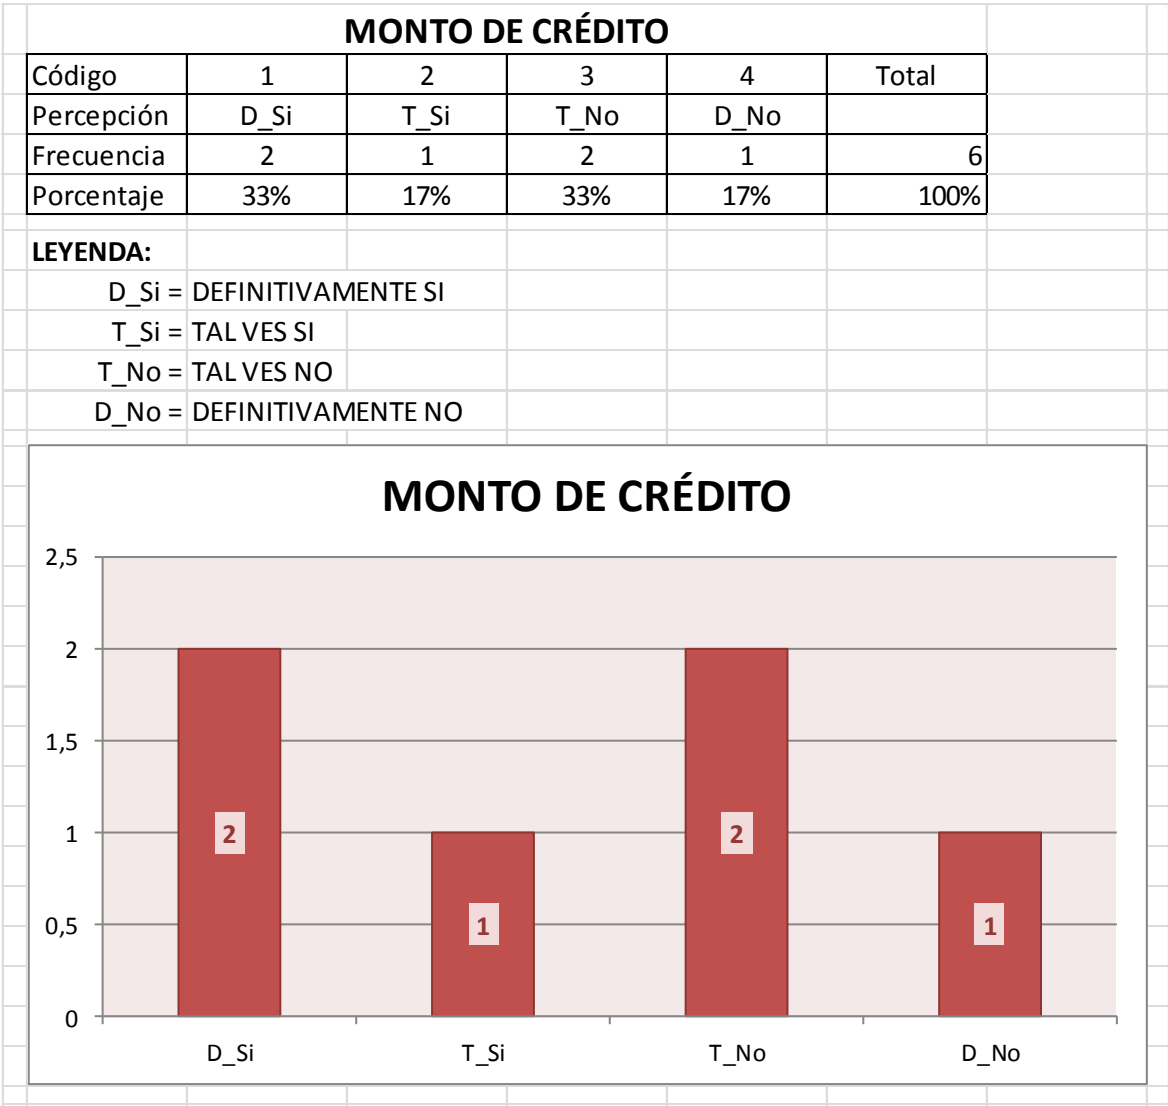 MONTO DE CRÉDITO
Código 1 2 3 4 Total
Percepción D_Si T_Si T_No D_No
Frecuencia 2 1 2 1 6
Porcentaje 33% 17% 33% 17% 100%
LEYENDA:
D_Si = DEFINITIVAMENTE SI
T_Si = TAL VES SI
T_No = TAL VES NO
D_No = DEFINITIVAMENTE NO
MONTO DE CRÉDITO
2,5
2
1,5
1
0,5
0
2 1 2 1
D_Si T_Si T_No D_No